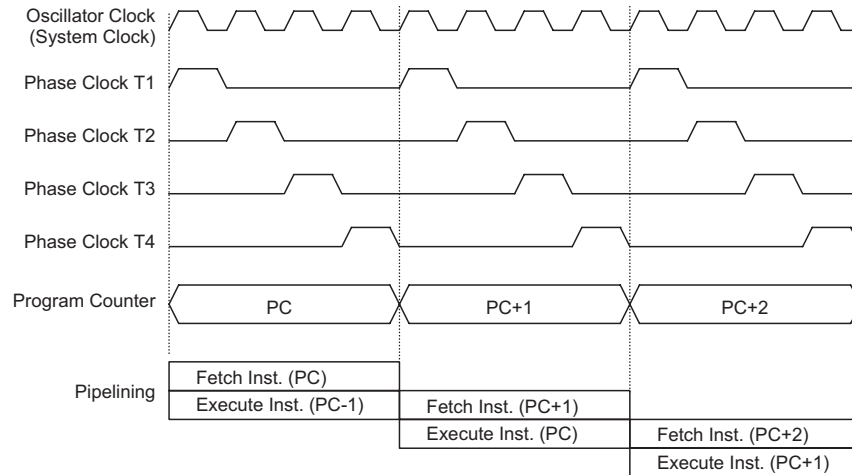 Oscillator Clock
(System Clock)
Phase Clock T1
Phase Clock T2
Phase Clock T3
Phase Clock T4
Program Counter
PC
PC+1
PC+2
Pipelining
Fetch Inst. (PC)
Execute Inst. (PC-1)
Fetch Inst. (PC+1)
Execute Inst. (PC)
Fetch Inst. (PC+2)
Execute Inst. (PC+1)